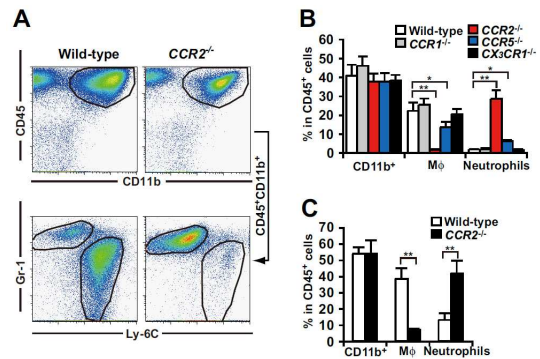 A
Wild-type
CCR2-/-
CD45
CD11b
CD45+CD11b+
Gr-1
Ly-6C
B
Wild-type
CCR1-/-
CCR2-/-
CCR5-/-
CX3CR1-/-
% in CD45+ cells
60
50
40
30
20
10
0
*
**
*
**
CD11b+
Mϕ
Neutrophils
C
Wild-type
CCR2-/-
% in CD45+ cells
70
60
50
40
30
20
10
0
**
**
CD11b+
Mϕ
Neutrophils